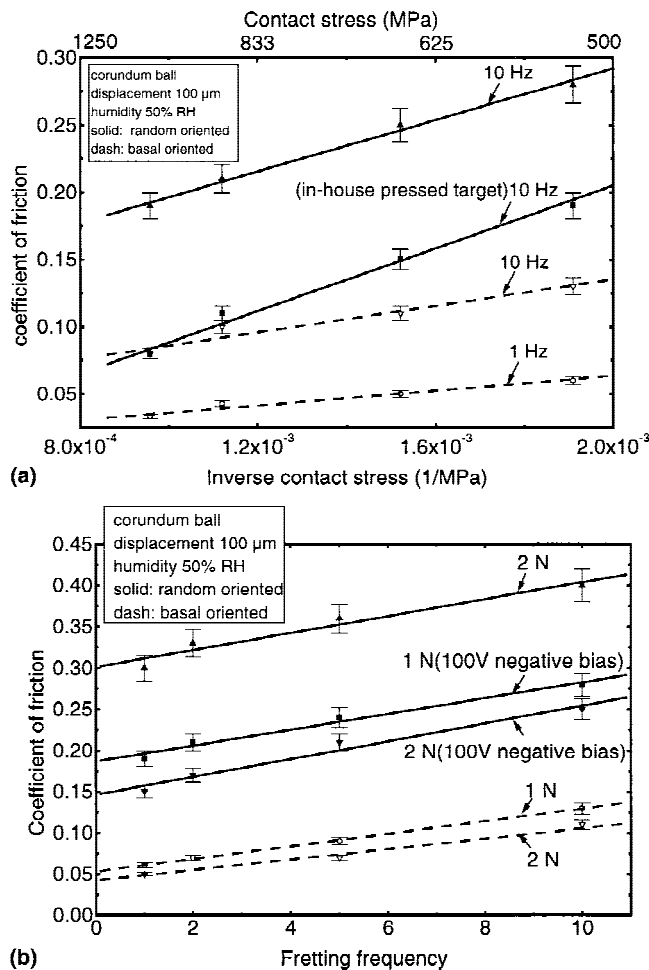 Contact stress (MPa)
1250 833 625 500
0.30
corundum ball
displacement 100 µm
humidity 50% RH
solid: random oriented
dash: basal oriented
10 Hz
0.25
0.20
(in-house pressed target)10 Hz
0.15
10 Hz
0.10
1 Hz
0.05
coefficient of friction
8.0x10⁻⁴ 1.2x10⁻³ 1.6x10⁻³ 2.0x10⁻³
(a) Inverse contact stress (1/MPa)
corundum ball
displacement 100 µm
humidity 50% RH
solid: random oriented
dash: basal oriented
0.45
2 N
0.40
0.35
0.30
1 N(100V negative bias)
0.25
0.20
2 N(100V negative bias)
0.15
1 N
0.10
2 N
0.05
0.00
Coefficient of friction
0 2 4 6 8 10
(b) Fretting frequency